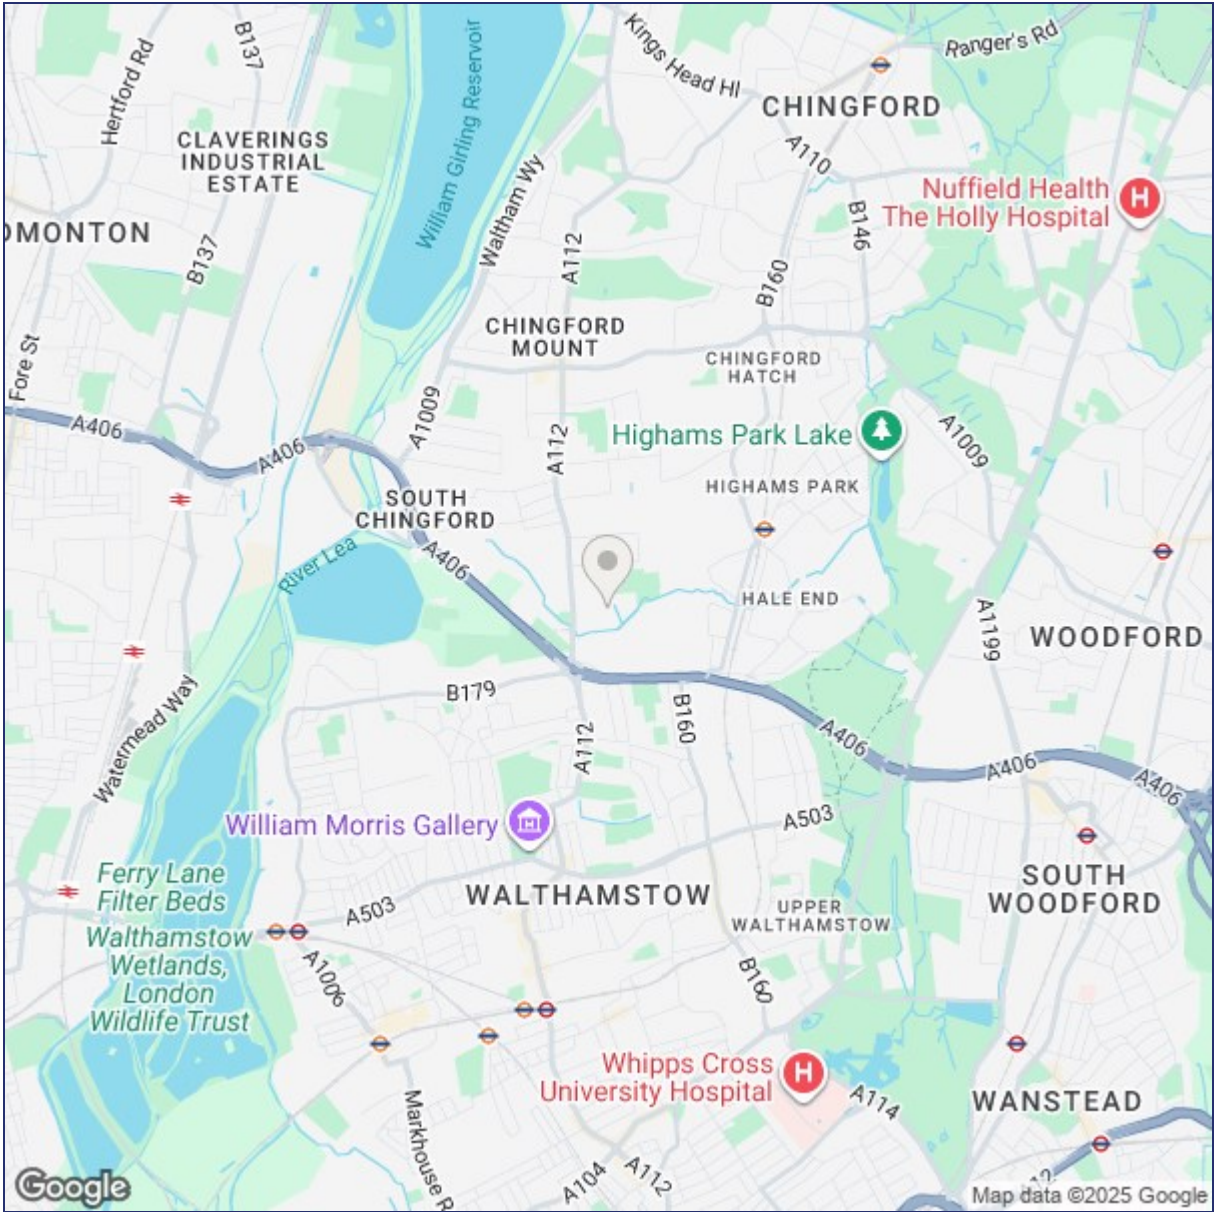 Hertford Rd
B137
William Girling Reservoir
Kings Head Hl
Ranger's Rd
CHINGFORD
CLAVERINGS
INDUSTRIAL
ESTATE
A110
Waltham Wy
Nuffield Health
The Holly Hospital
DMONTON
B137
A112
B146
B160
CHINGFORD
MOUNT
Fore St
CHINGFORD
HATCH
A1009
A406
A406
A112
Highams Park Lake
A1009
HIGHAMS PARK
SOUTH
CHINGFORD
River Lea
A406
HALE END
A1199
WOODFORD
B179
B160
Watermead Way
A112
A406
A406
A406
William Morris Gallery
A503
Ferry Lane
Filter Beds
WALTHAMSTOW
SOUTH
WOODFORD
A503
UPPER
WALTHAMSTOW
Walthamstow
Wetlands,
London
Wildlife Trust
A1006
B160
Whipps Cross
University Hospital
A114
WANSTEAD
Markhouse R
A104
A112
12
Google
Map data ©2025 Google